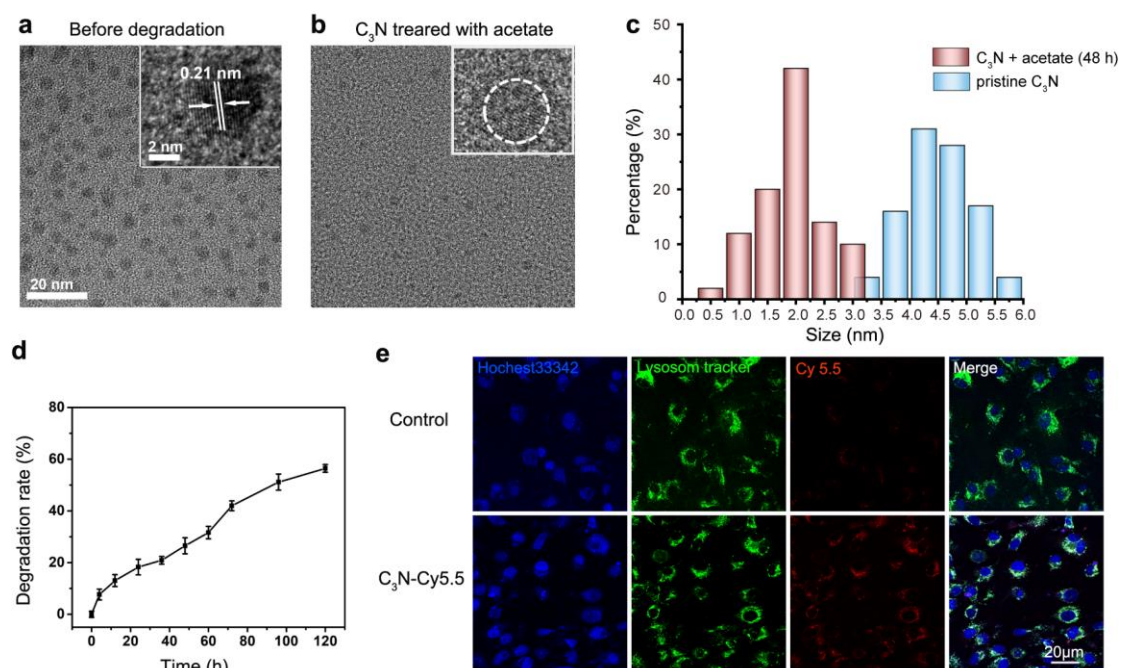 a
Before degradation
0.21 nm
2 nm
20 nm
b
C₃N treared with acetate
c
Percentage (%)
50
40
30
20
10
0
C₃N + acetate (48 h)
pristine C₃N
0.0 0.5 1.0 1.5 2.0 2.5 3.0 3.5 4.0 4.5 5.0 5.5 6.0
Size (nm)
d
Degradation rate (%)
80
60
40
20
0
0 20 40 60 80 100 120
Time (h)
e
Hochest33342 Lysosom tracker Cy 5.5 Merge
Control
C₃N-Cy5.5
20μm